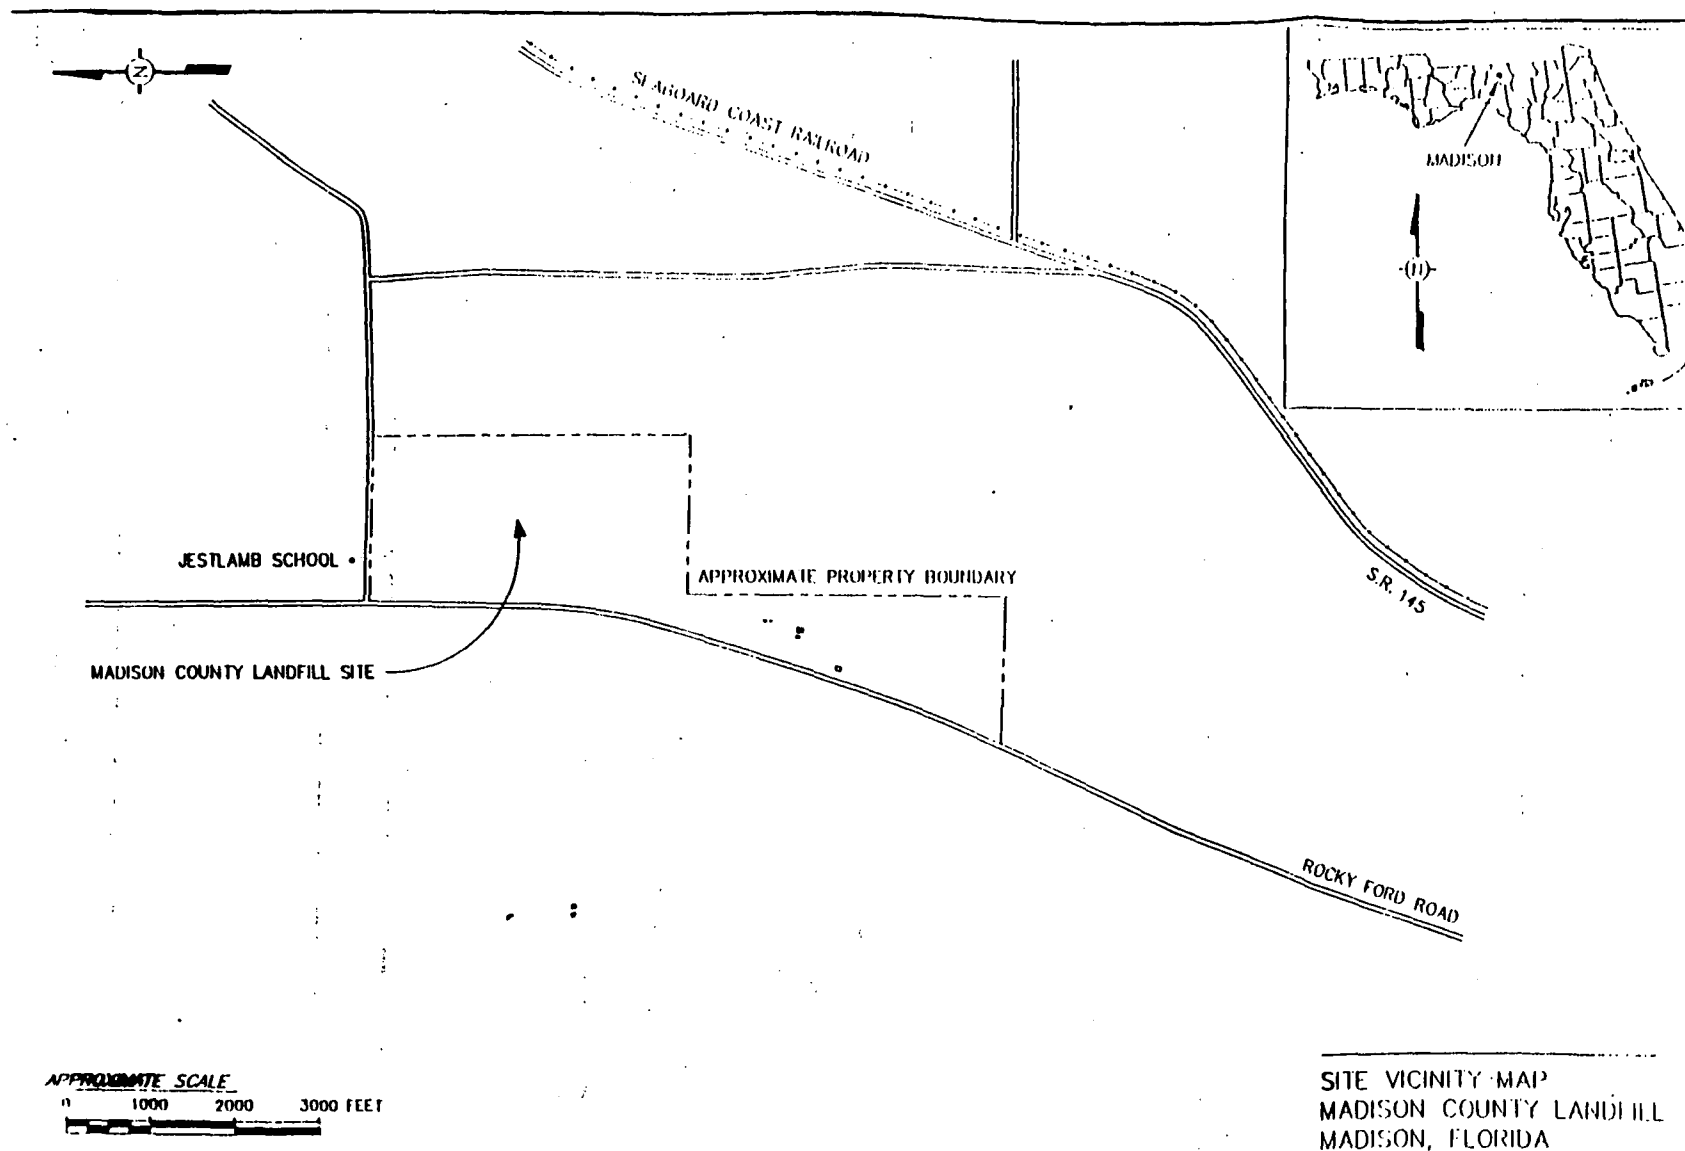 N
SEABOARD COAST RAILROAD
MADISON
N
JESTLAMB SCHOOL
APPROXIMATE PROPERTY BOUNDARY
S.R. 145
MADISON COUNTY LANDFILL SITE
ROCKY FORD ROAD
APPROXIMATE SCALE
0 1000 2000 3000 FEET
SITE VICINITY MAP
MADISON COUNTY LANDFILL
MADISON, FLORIDA